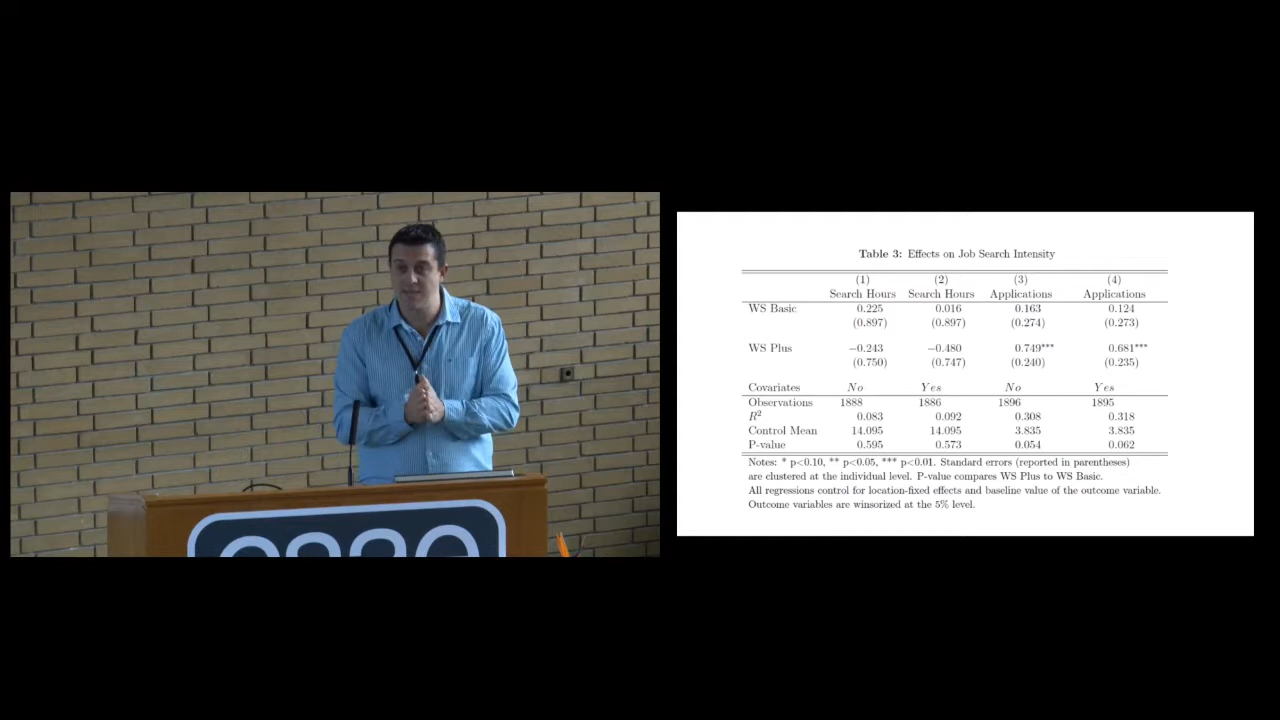 Table 3: Effects on Job Search Intensity
(1) (2) (3) (4)
Search Hours Search Hours Applications Applications
WS Basic 0.225 0.016 0.163 0.124
(0.897) (0.897) (0.274) (0.273)
WS Plus −0.243 −0.480 0.749*** 0.681***
(0.750) (0.747) (0.240) (0.235)
Covariates No Yes No Yes
Observations 1888 1886 1896 1895
R² 0.083 0.092 0.308 0.318
Control Mean 14.095 14.095 3.835 3.835
P-value 0.595 0.573 0.054 0.062
Notes: * p<0.10, ** p<0.05, *** p<0.01. Standard errors (reported in parentheses)
are clustered at the individual level. P-value compares WS Plus to WS Basic.
All regressions control for location-fixed effects and baseline value of the outcome variable.
Outcome variables are winsorized at the 5% level.